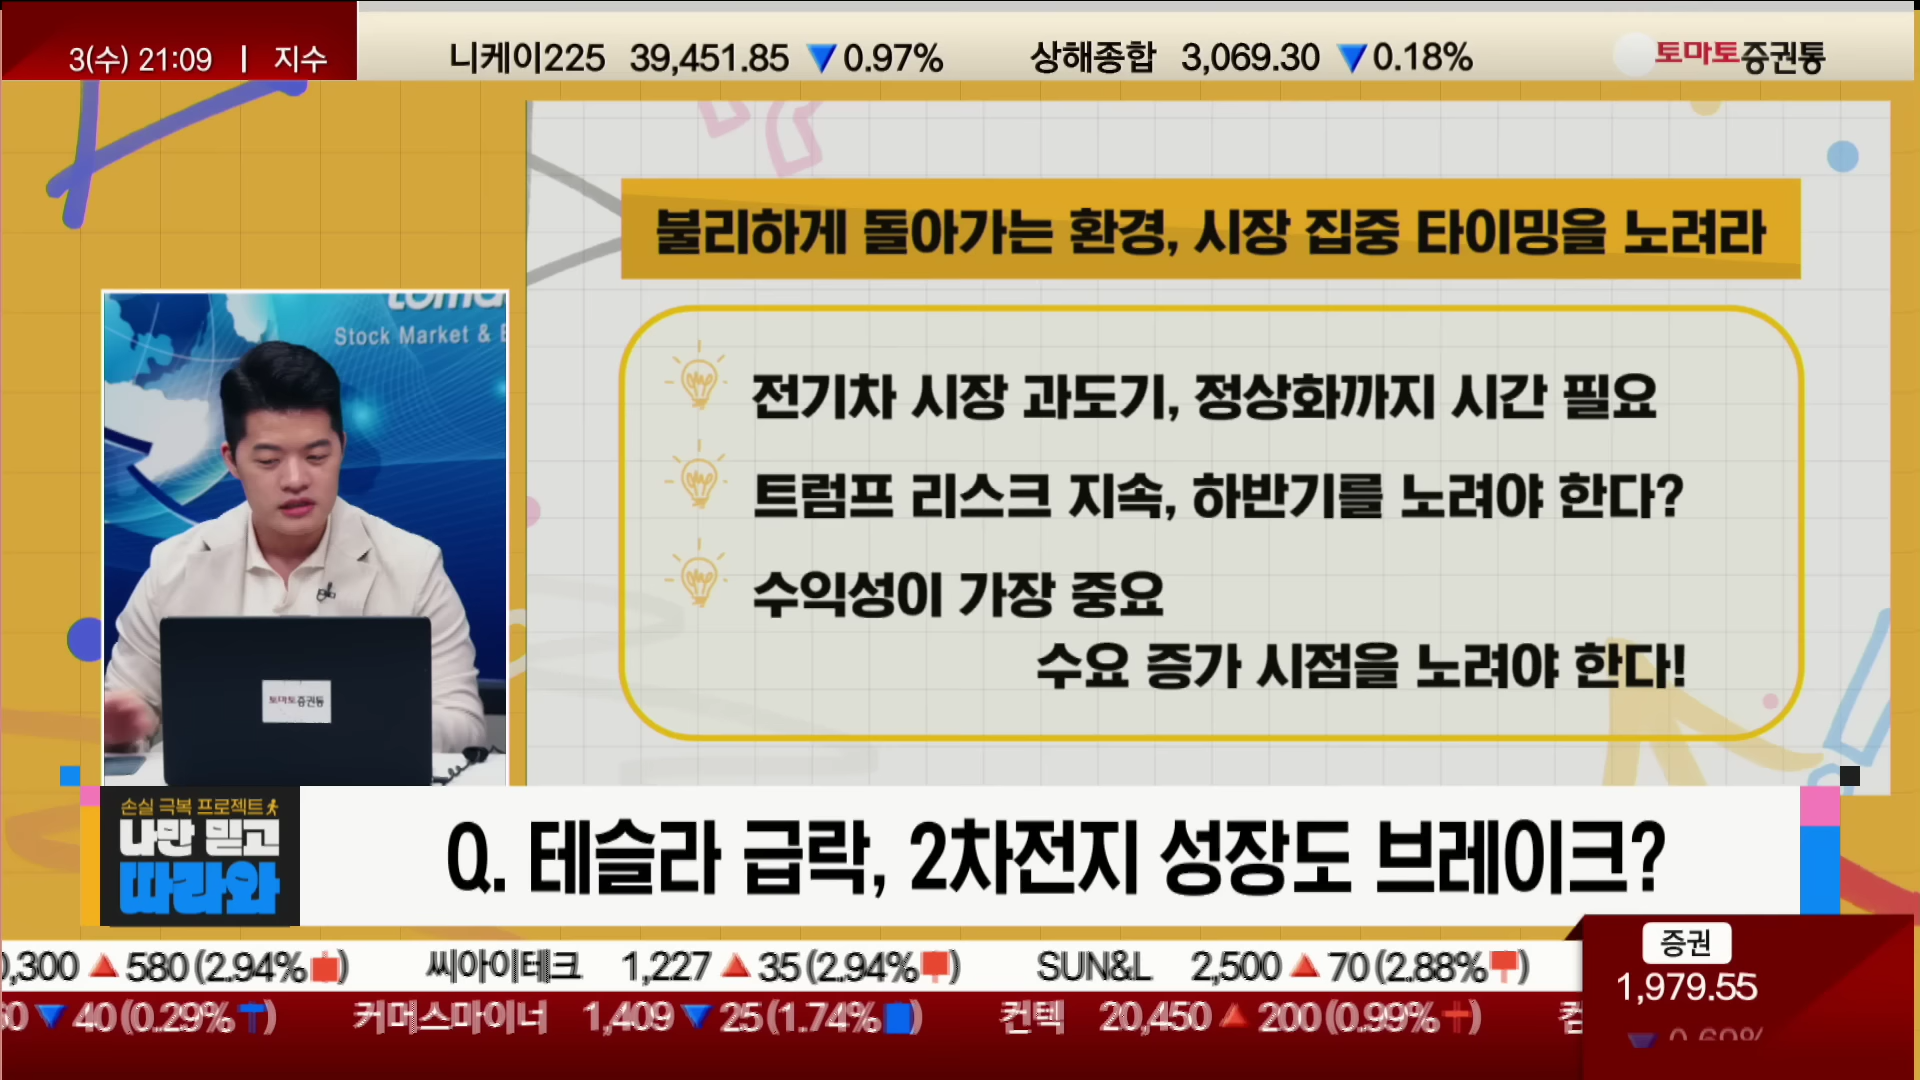 3(수) 21:09 | 지수
니케이225 39,451.85 ▼0.97% 상해종합 3,069.30 ▼0.18%
토마토증권통
불리하게 돌아가는 환경, 시장 집중 타이밍을 노려라
Stock Market &
전기차 시장 과도기, 정상화까지 시간 필요
트럼프 리스크 지속, 하반기를 노려야 한다?
수익성이 가장 중요
수요 증가 시점을 노려야 한다!
토마토증권통
손실 극복 프로젝트
나만 믿고
따라와
Q. 테슬라 급락, 2차전지 성장도 브레이크?
,300 ▲ 580 (2.94%) 씨아이테크 1,227 ▲ 35 (2.94%) SUN&L 2,500 ▲ 70 (2.88%)
▼ 40 (0.29%) 커머스마이너 1,409 ▼ 25 (1.74%) 컨텍 20,450 ▲ 200 (0.99%)
증권
1,979.55
▼ 0.69%